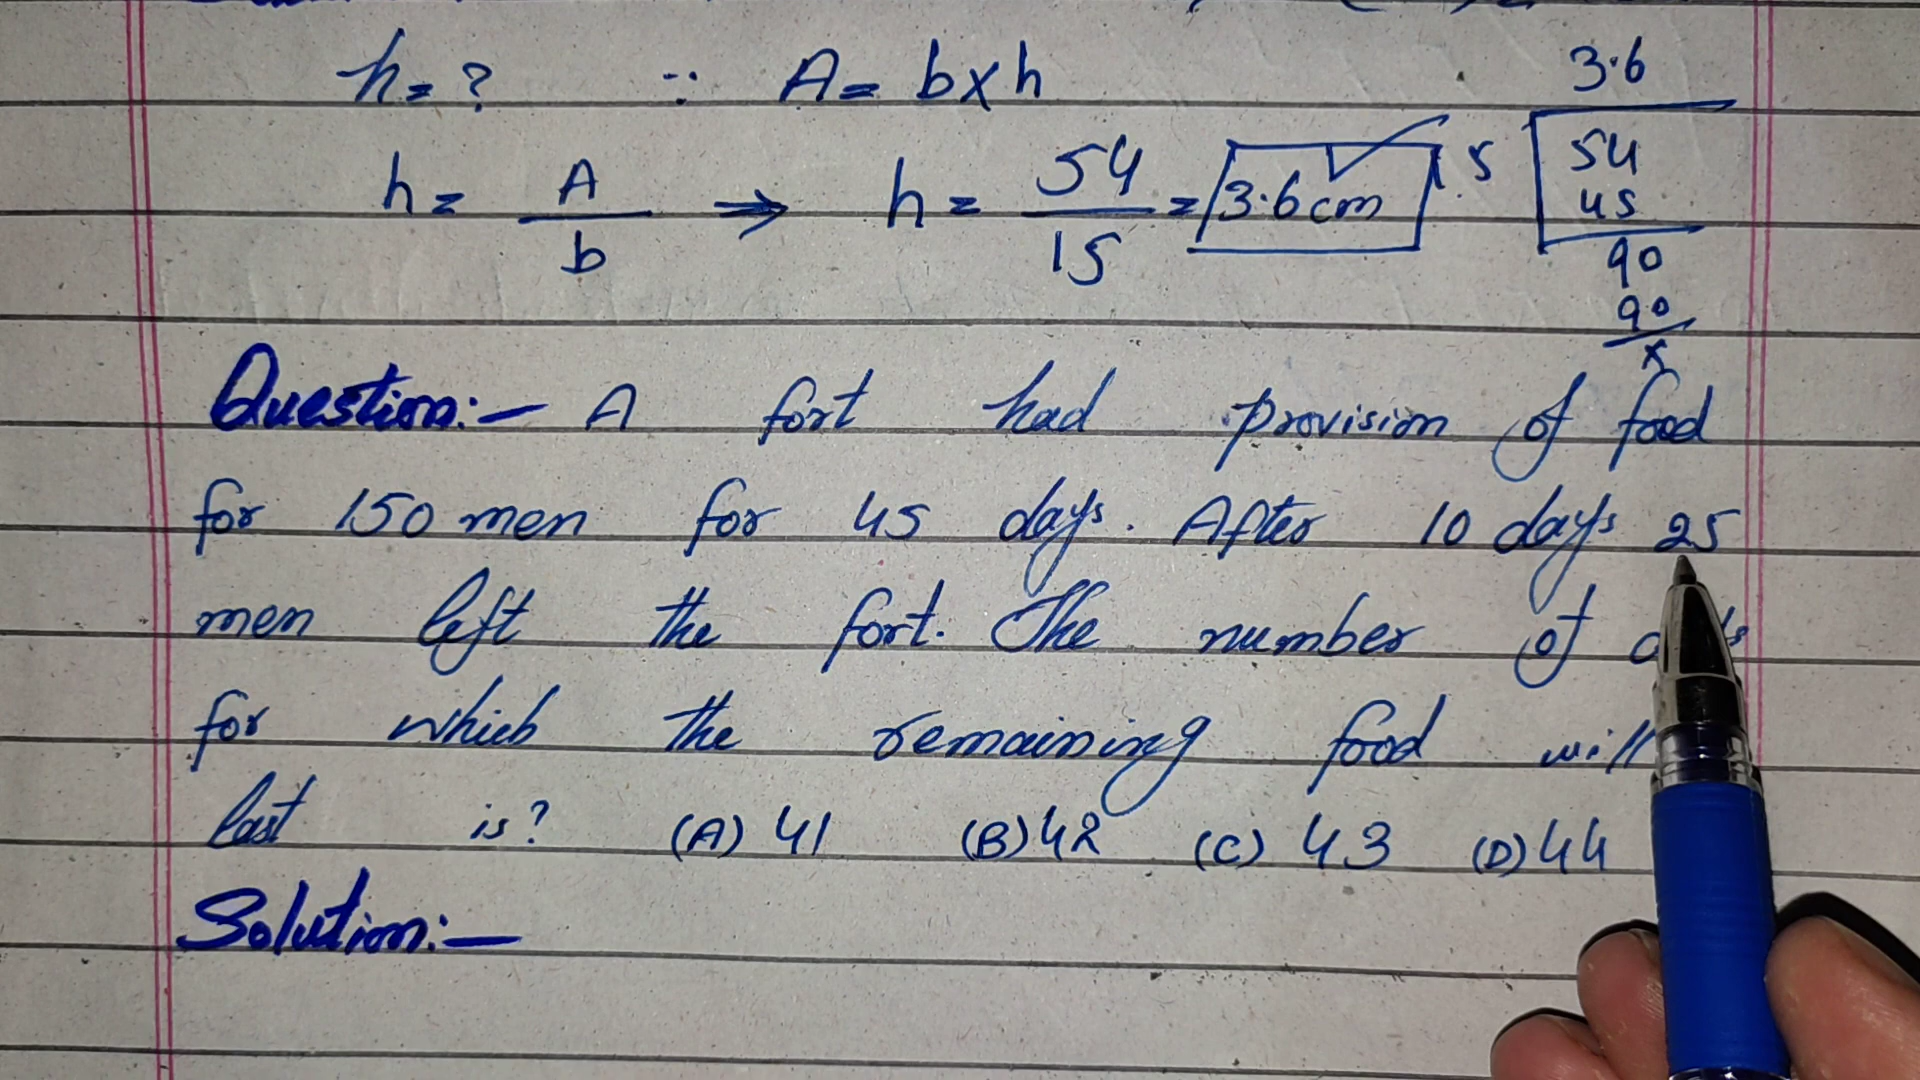 h = ? ∵ A = b×h
3.6
h = A/b ⇒ h = 54/15 = 3.6 cm
15 54
45
90
90
x
Question:— A fort had provision of food
for 150 men for 45 days. After 10 days 25
men left the fort. The number of
for which the remaining food will
last is? (A) 41 (B) 42 (C) 43 (D) 44
Solution:—